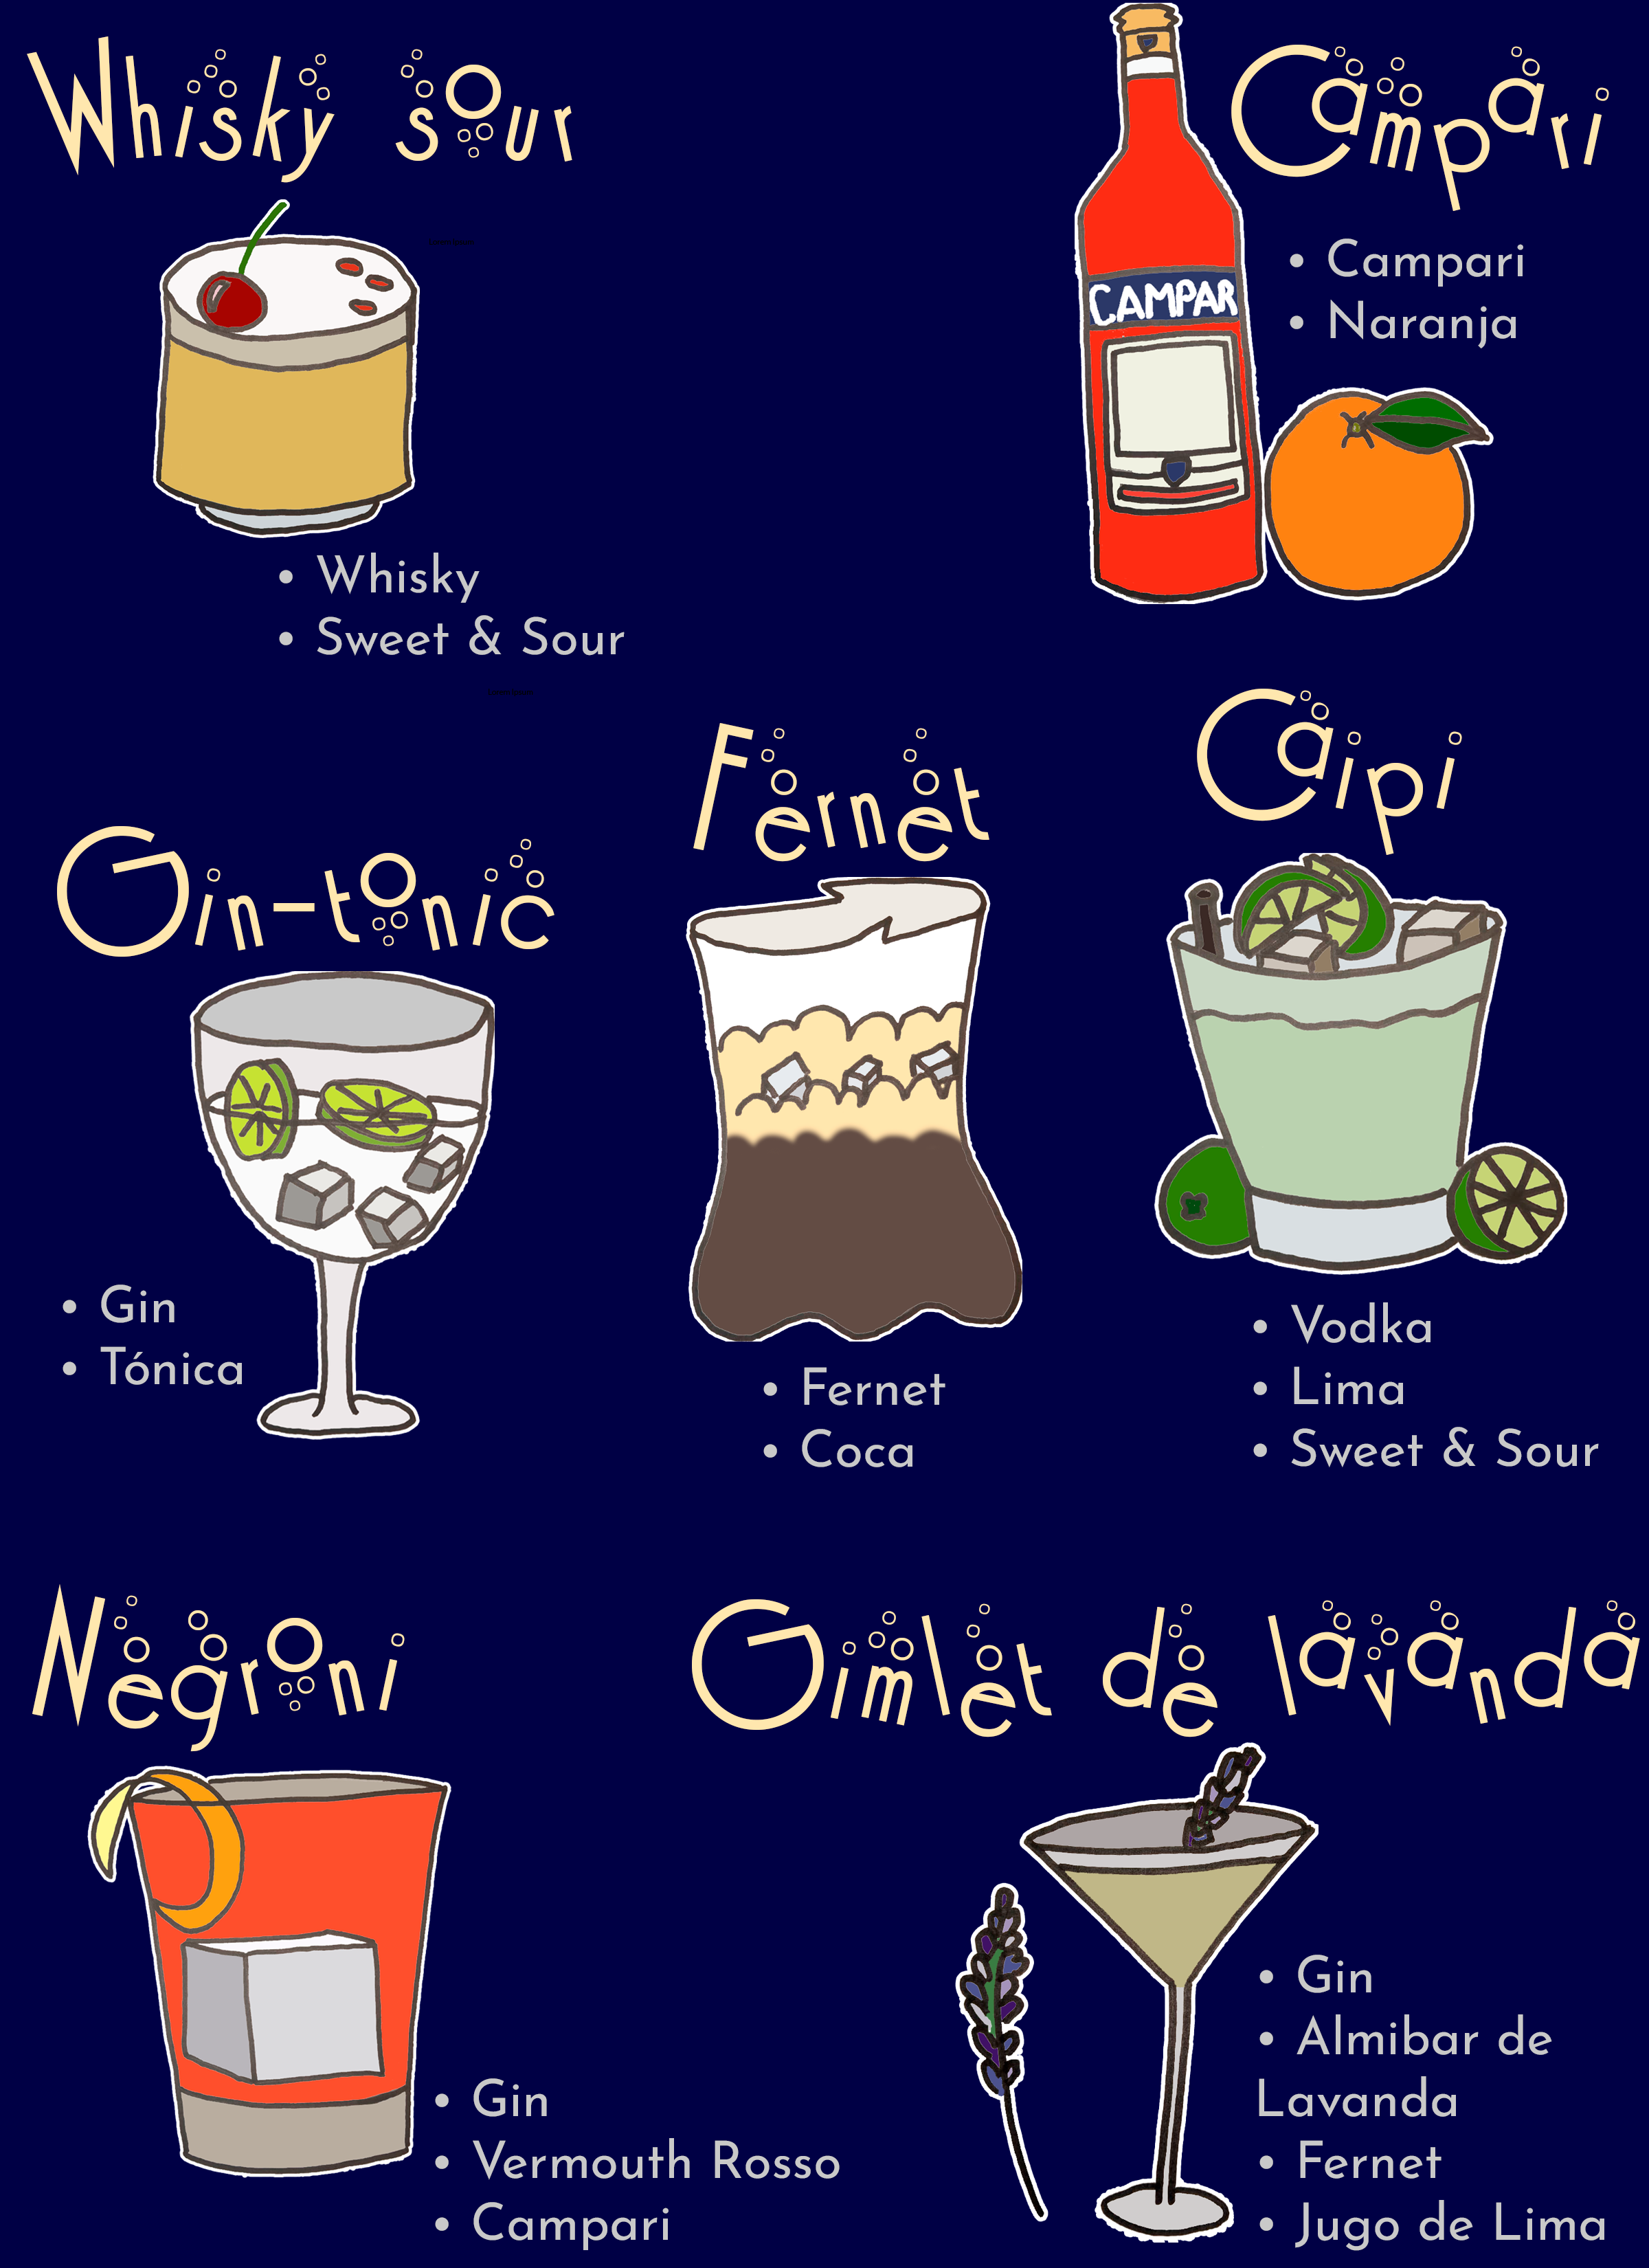 Whisky sour
• Whisky
• Sweet & Sour
Campari
CAMPAR
• Campari
• Naranja
Gin-tonic
• Gin
• Tónica
Fernet
• Fernet
• Coca
Caipi
• Vodka
• Lima
• Sweet & Sour
Negroni
• Gin
• Vermouth Rosso
• Campari
Gimlet de lavanda
• Gin
• Almibar de
Lavanda
• Fernet
• Jugo de Lima